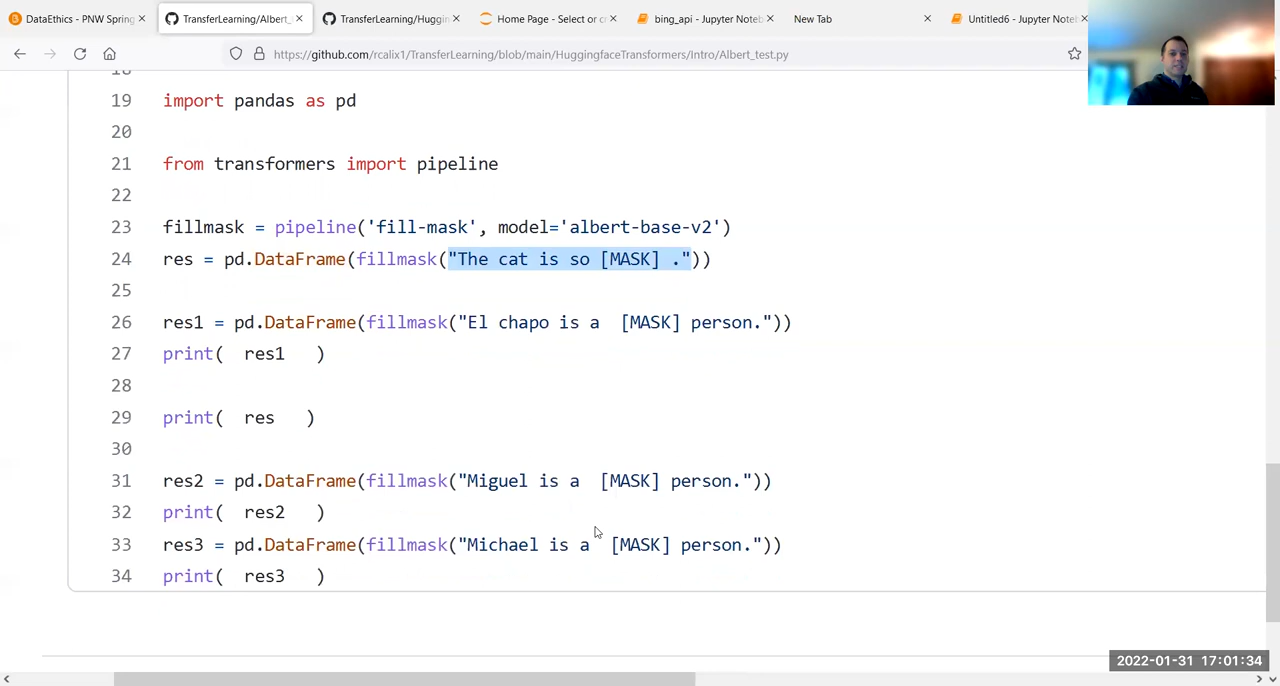 DataEthics - PNW Spring
TransferLearning/Albert_
TransferLearning/Huggin
Home Page - Select or c
bing_api - Jupyter Noteb
New Tab
Untitled6 - Jupyter Noteb
https://github.com/rcalix1/TransferLearning/blob/main/HuggingfaceTransformers/Intro/Albert_test.py
18
19 import pandas as pd
20
21 from transformers import pipeline
22
23 fillmask = pipeline('fill-mask', model='albert-base-v2')
24 res = pd.DataFrame(fillmask("The cat is so [MASK] ."))
25
26 res1 = pd.DataFrame(fillmask("El chapo is a  [MASK] person."))
27 print(  res1   )
28
29 print(  res   )
30
31 res2 = pd.DataFrame(fillmask("Miguel is a  [MASK] person."))
32 print(  res2   )
33 res3 = pd.DataFrame(fillmask("Michael is a  [MASK] person."))
34 print(  res3   )
2022-01-31 17:01:34